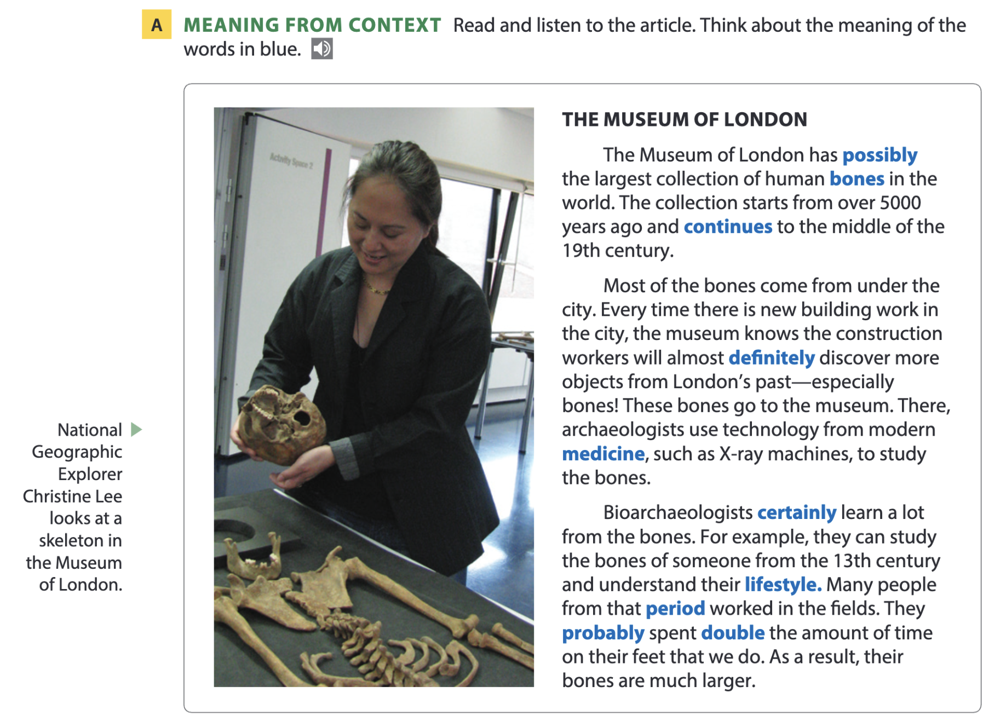 A MEANING FROM CONTEXT Read and listen to the article. Think about the meaning of the
words in blue.
Activity Space 2
National
Geographic
Explorer
Christine Lee
looks at a
skeleton in
the Museum
of London.
THE MUSEUM OF LONDON
The Museum of London has possibly
the largest collection of human bones in the
world. The collection starts from over 5000
years ago and continues to the middle of the
19th century.
Most of the bones come from under the
city. Every time there is new building work in
the city, the museum knows the construction
workers will almost definitely discover more
objects from London’s past—especially
bones! These bones go to the museum. There,
archaeologists use technology from modern
medicine, such as X-ray machines, to study
the bones.
Bioarchaeologists certainly learn a lot
from the bones. For example, they can study
the bones of someone from the 13th century
and understand their lifestyle. Many people
from that period worked in the fields. They
probably spent double the amount of time
on their feet that we do. As a result, their
bones are much larger.